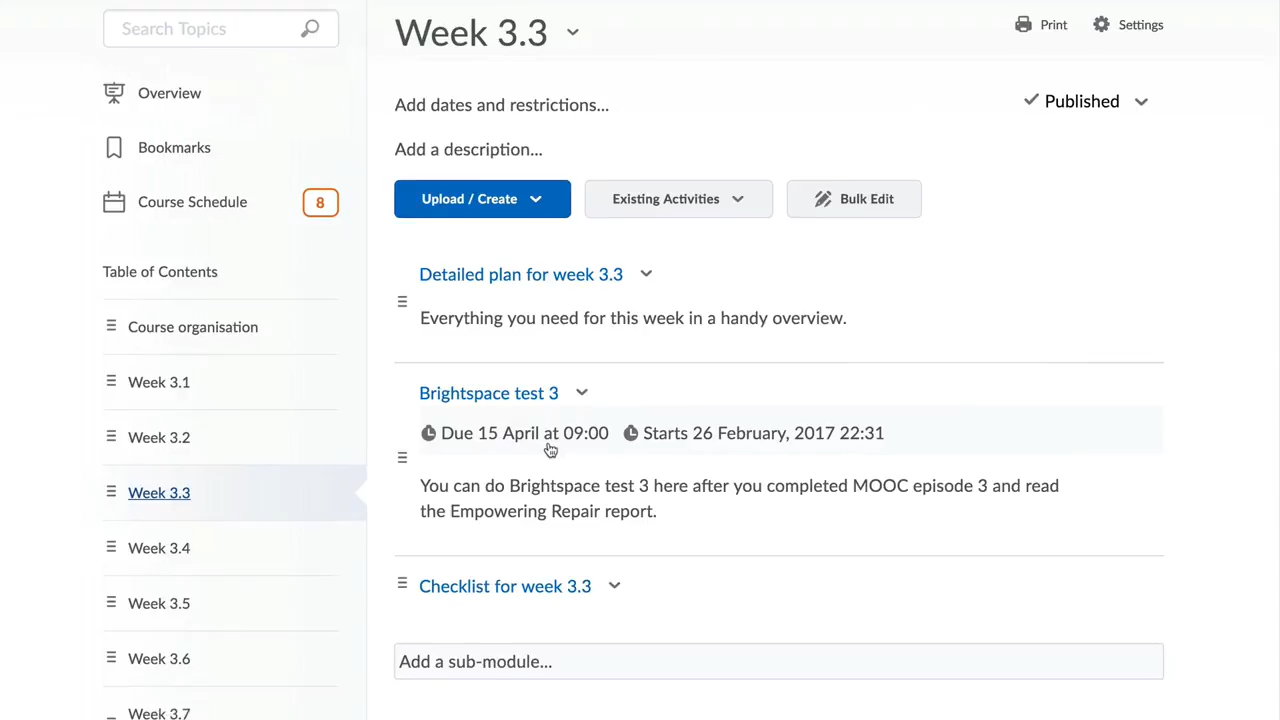 Search Topics
Overview
Bookmarks
Course Schedule
8
Table of Contents
Course organisation
Week 3.1
Week 3.2
Week 3.3
Week 3.4
Week 3.5
Week 3.6
Week 3.7
Week 3.3
Print
Settings
Add dates and restrictions...
Published
Add a description...
Upload / Create
Existing Activities
Bulk Edit
Detailed plan for week 3.3
Everything you need for this week in a handy overview.
Brightspace test 3
Due 15 April at 09:00 Starts 26 February, 2017 22:31
You can do Brightspace test 3 here after you completed MOOC episode 3 and read
the Empowering Repair report.
Checklist for week 3.3
Add a sub-module...